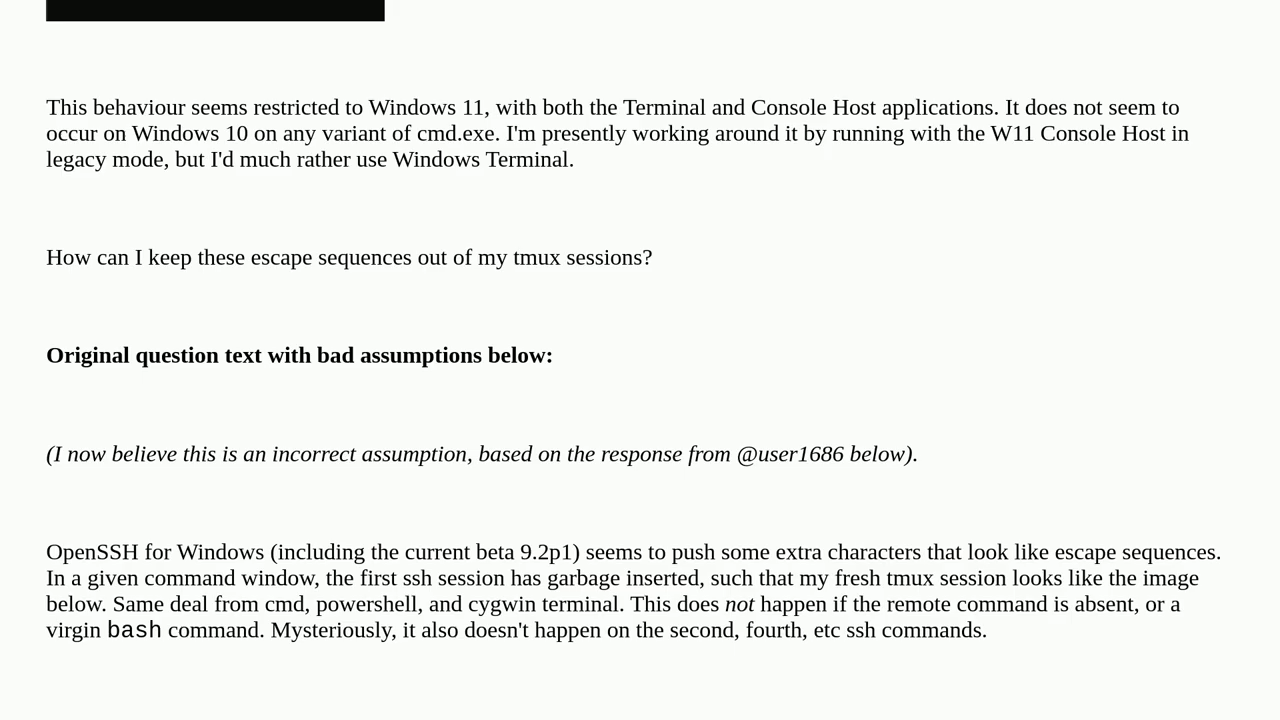 This behaviour seems restricted to Windows 11, with both the Terminal and Console Host applications. It does not seem to
occur on Windows 10 on any variant of cmd.exe. I'm presently working around it by running with the W11 Console Host in
legacy mode, but I'd much rather use Windows Terminal.
How can I keep these escape sequences out of my tmux sessions?
Original question text with bad assumptions below:
(I now believe this is an incorrect assumption, based on the response from @user1686 below).
OpenSSH for Windows (including the current beta 9.2p1) seems to push some extra characters that look like escape sequences.
In a given command window, the first ssh session has garbage inserted, such that my fresh tmux session looks like the image
below. Same deal from cmd, powershell, and cygwin terminal. This does not happen if the remote command is absent, or a
virgin bash command. Mysteriously, it also doesn't happen on the second, fourth, etc ssh commands.